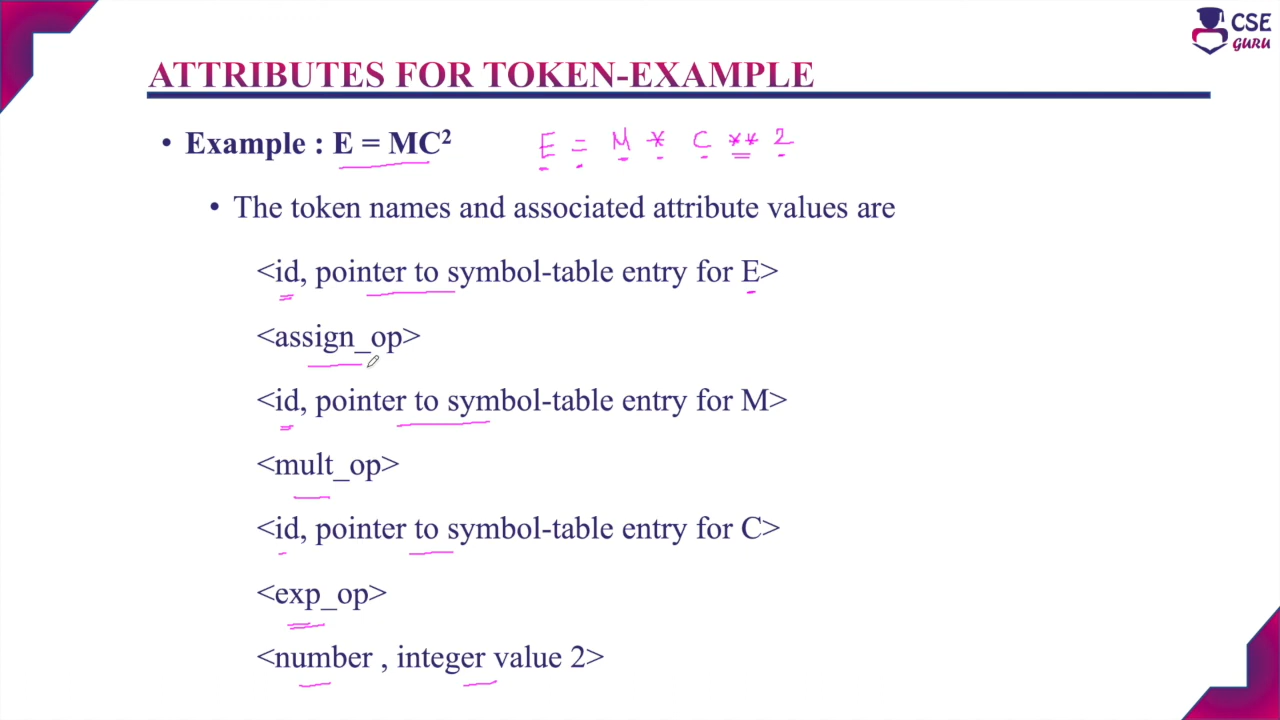 CSE
GURU
ATTRIBUTES FOR TOKEN-EXAMPLE
• Example : E = MC² E = M * C ** 2
• The token names and associated attribute values are
<id, pointer to symbol-table entry for E>
<assign_op>
<id, pointer to symbol-table entry for M>
<mult_op>
<id, pointer to symbol-table entry for C>
<exp_op>
<number , integer value 2>